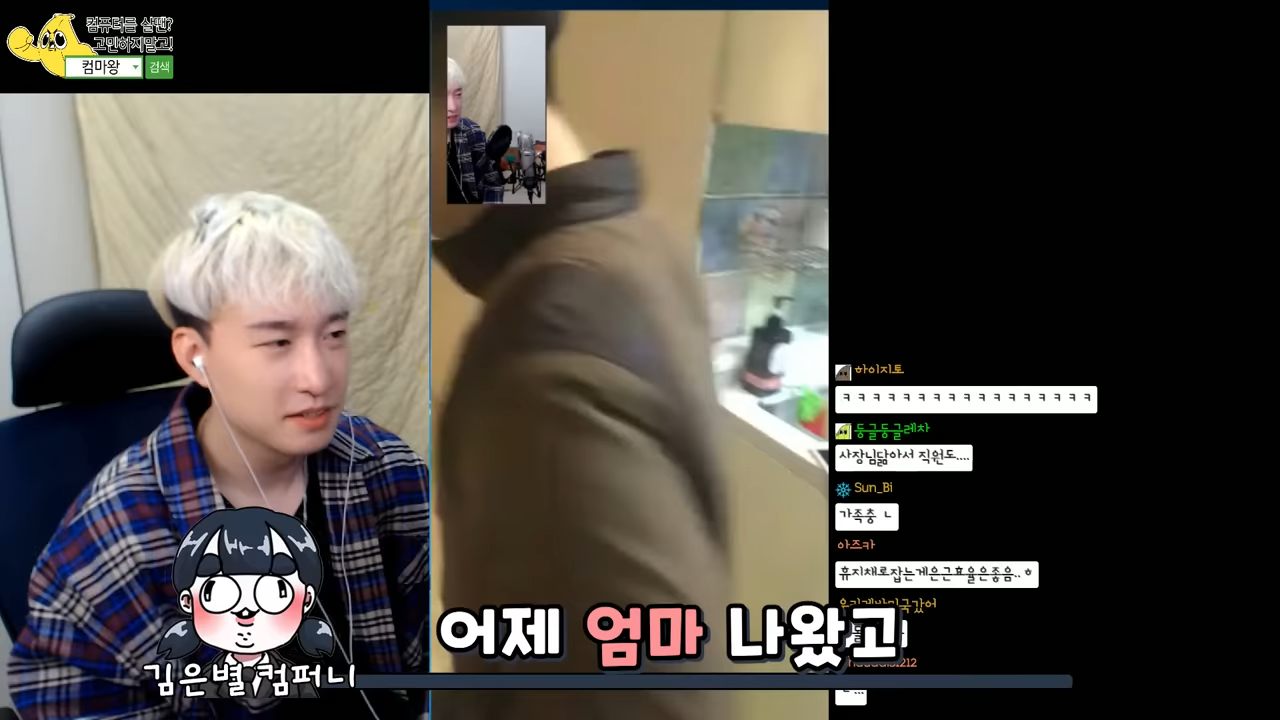 컴퓨터를 살땐?
고민하지말고!
컴마왕 검색
하이지토
ㅋㅋㅋㅋㅋㅋㅋㅋㅋㅋㅋㅋㅋㅋㅋㅋㅋ
둥글둥글레차
사장님닮아서 직원도....
Sun_Bi
가족충 ㄴ
아즈카
휴지채로잡는게은근효율은좋음..ㅎ
어제 엄마 나왔고
김은별 컴퍼니